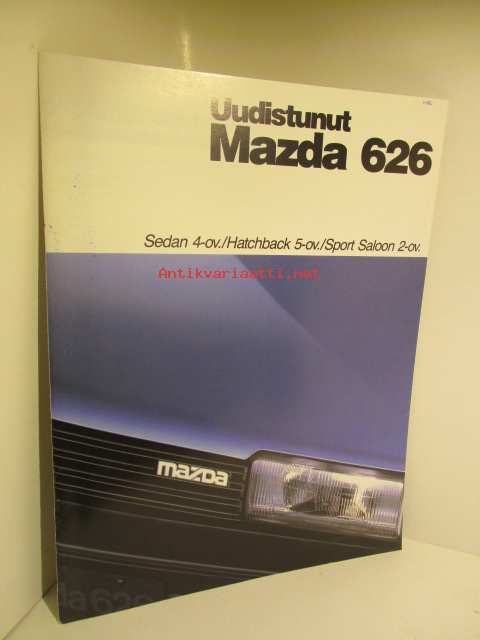 Uudistunut
Mazda 626
Sedan 4-ov./Hatchback 5-ov./Sport Saloon 2-ov.
Antikvariaatti.net
mazda